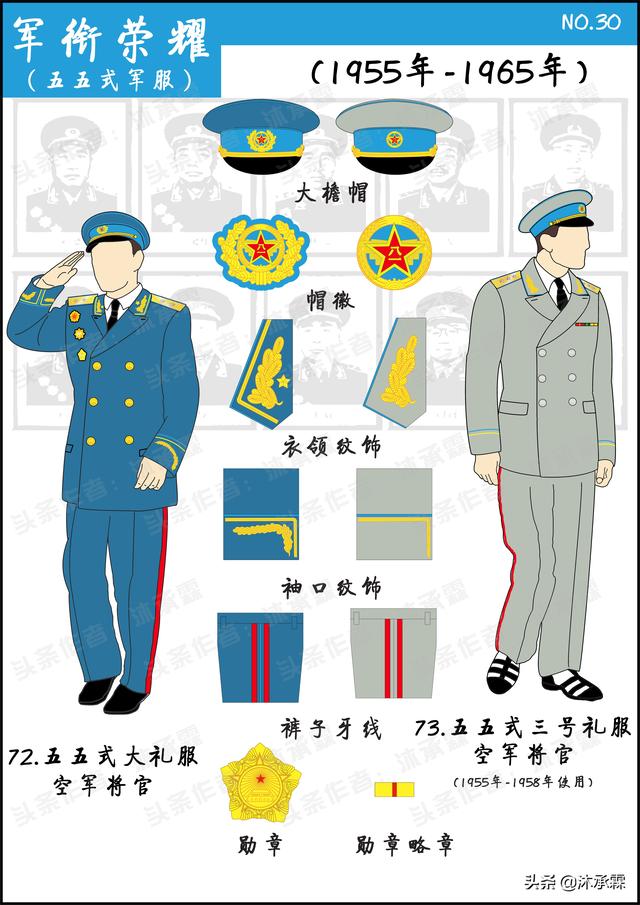 军衔荣耀
（五五式军服）
NO.30
（1955年-1965年）
大檐帽
帽徽
衣领纹饰
袖口纹饰
裤子牙线
72.五五式大礼服
空军将官
73.五五式三号礼服
空军将官
（1955年-1958年使用）
勋章
勋章略章
头条作者：沐承霖
头条 @沐承霖